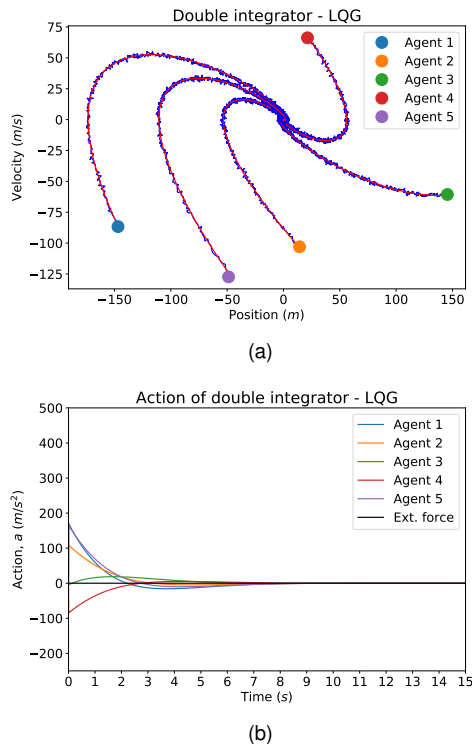 Double integrator - LQG
Velocity (m/s)
75
50
25
0
−25
−50
−75
−100
−125
Agent 1
Agent 2
Agent 3
Agent 4
Agent 5
−150 −100 −50 0 50 100 150
Position (m)
(a)
Action of double integrator - LQG
Action, a (m/s²)
500
400
300
200
100
0
−100
−200
Agent 1
Agent 2
Agent 3
Agent 4
Agent 5
Ext. force
0 1 2 3 4 5 6 7 8 9 10 11 12 13 14 15
Time (s)
(b)